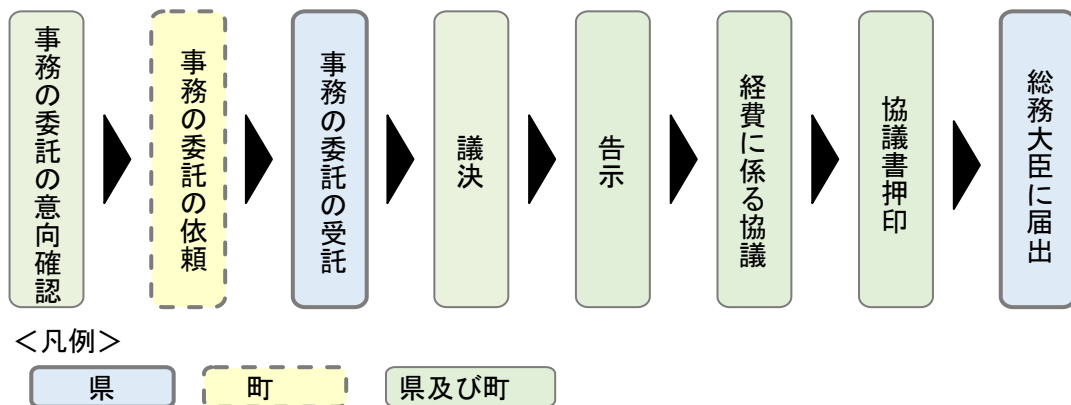 事務の委託の意向確認
事務の委託の依頼
事務の委託の受託
議決
告示
経費に係る協議
協議書押印
総務大臣に届出
＜凡例＞
県
町
県及び町